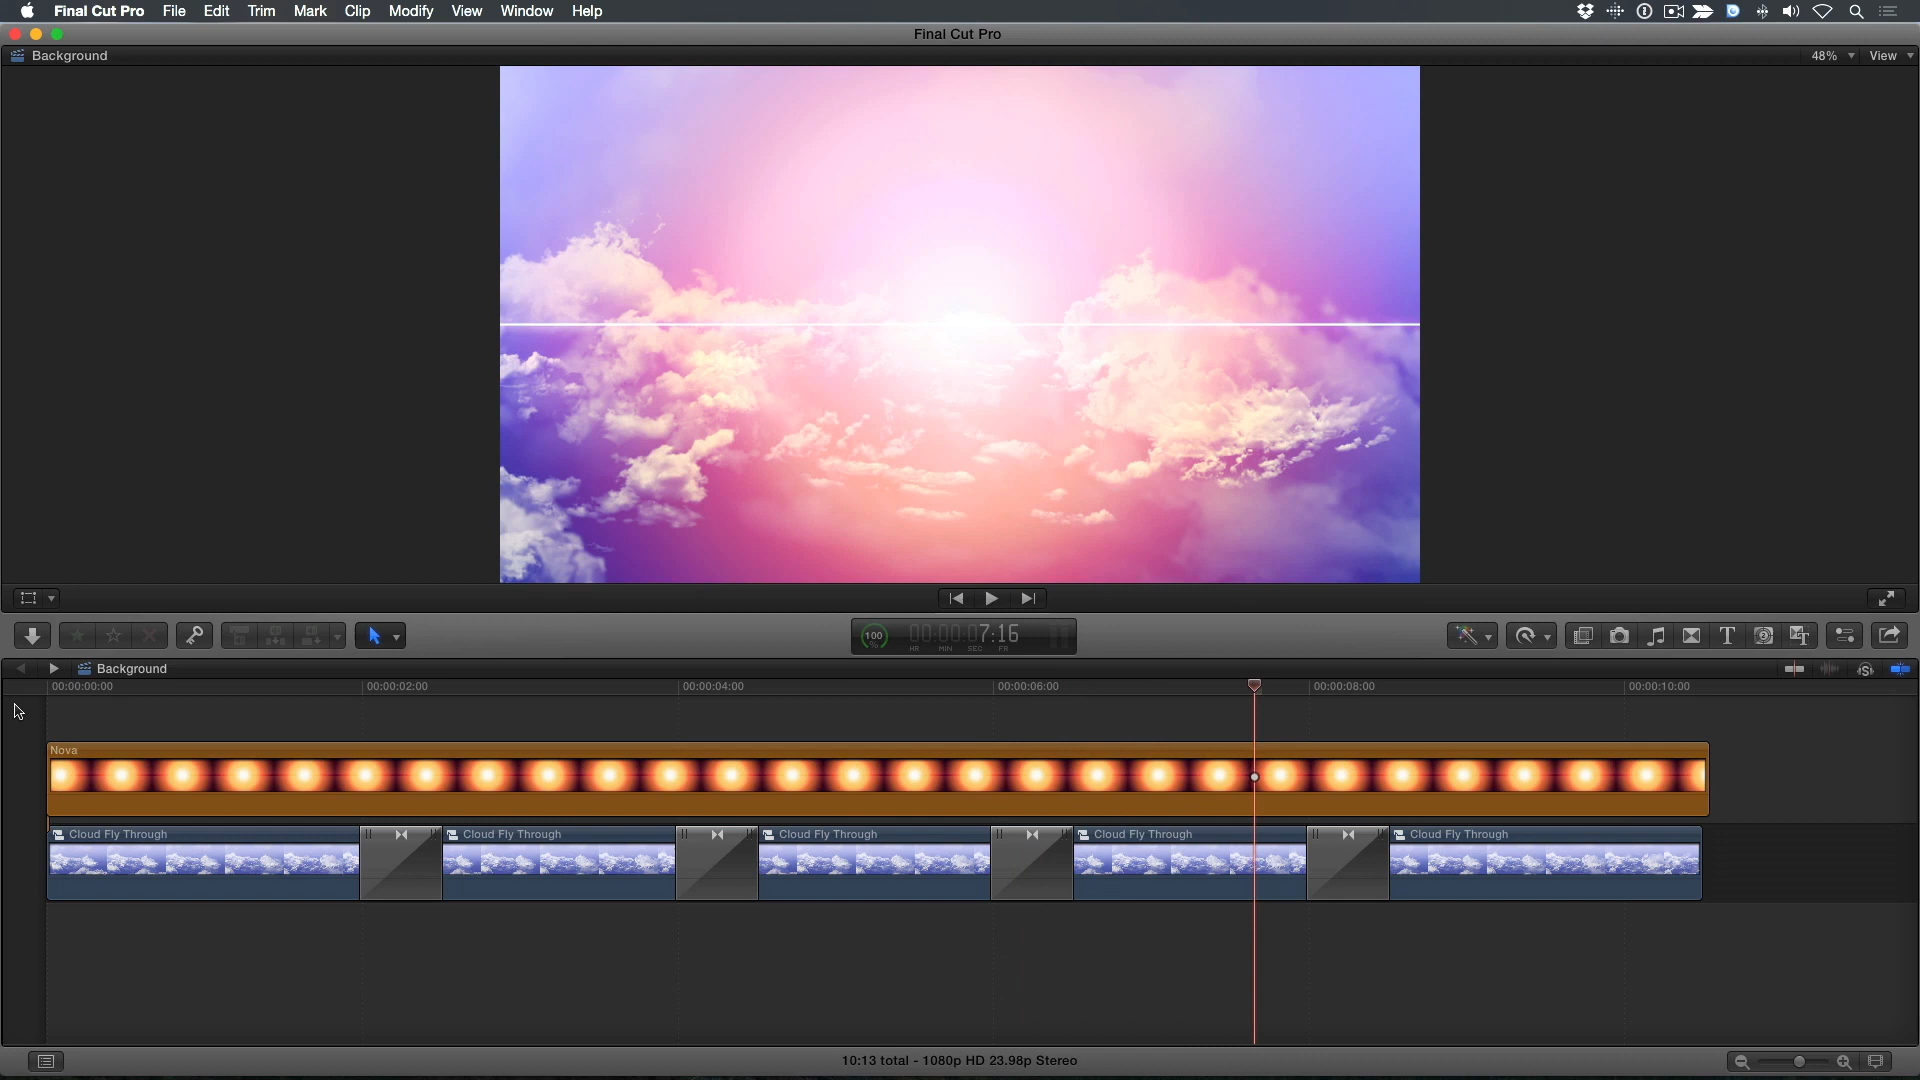 Final Cut Pro File Edit Trim Mark Clip Modify View Window Help
Final Cut Pro
Background 48% View
100 % 00:00:07:16
HR MIN SEC FR
Background
00:00:00:00 00:00:02:00 00:00:04:00 00:00:06:00 00:00:08:00 00:00:10:00
Nova
Cloud Fly Through Cloud Fly Through Cloud Fly Through Cloud Fly Through Cloud Fly Through
10:13 total - 1080p HD 23.98p Stereo